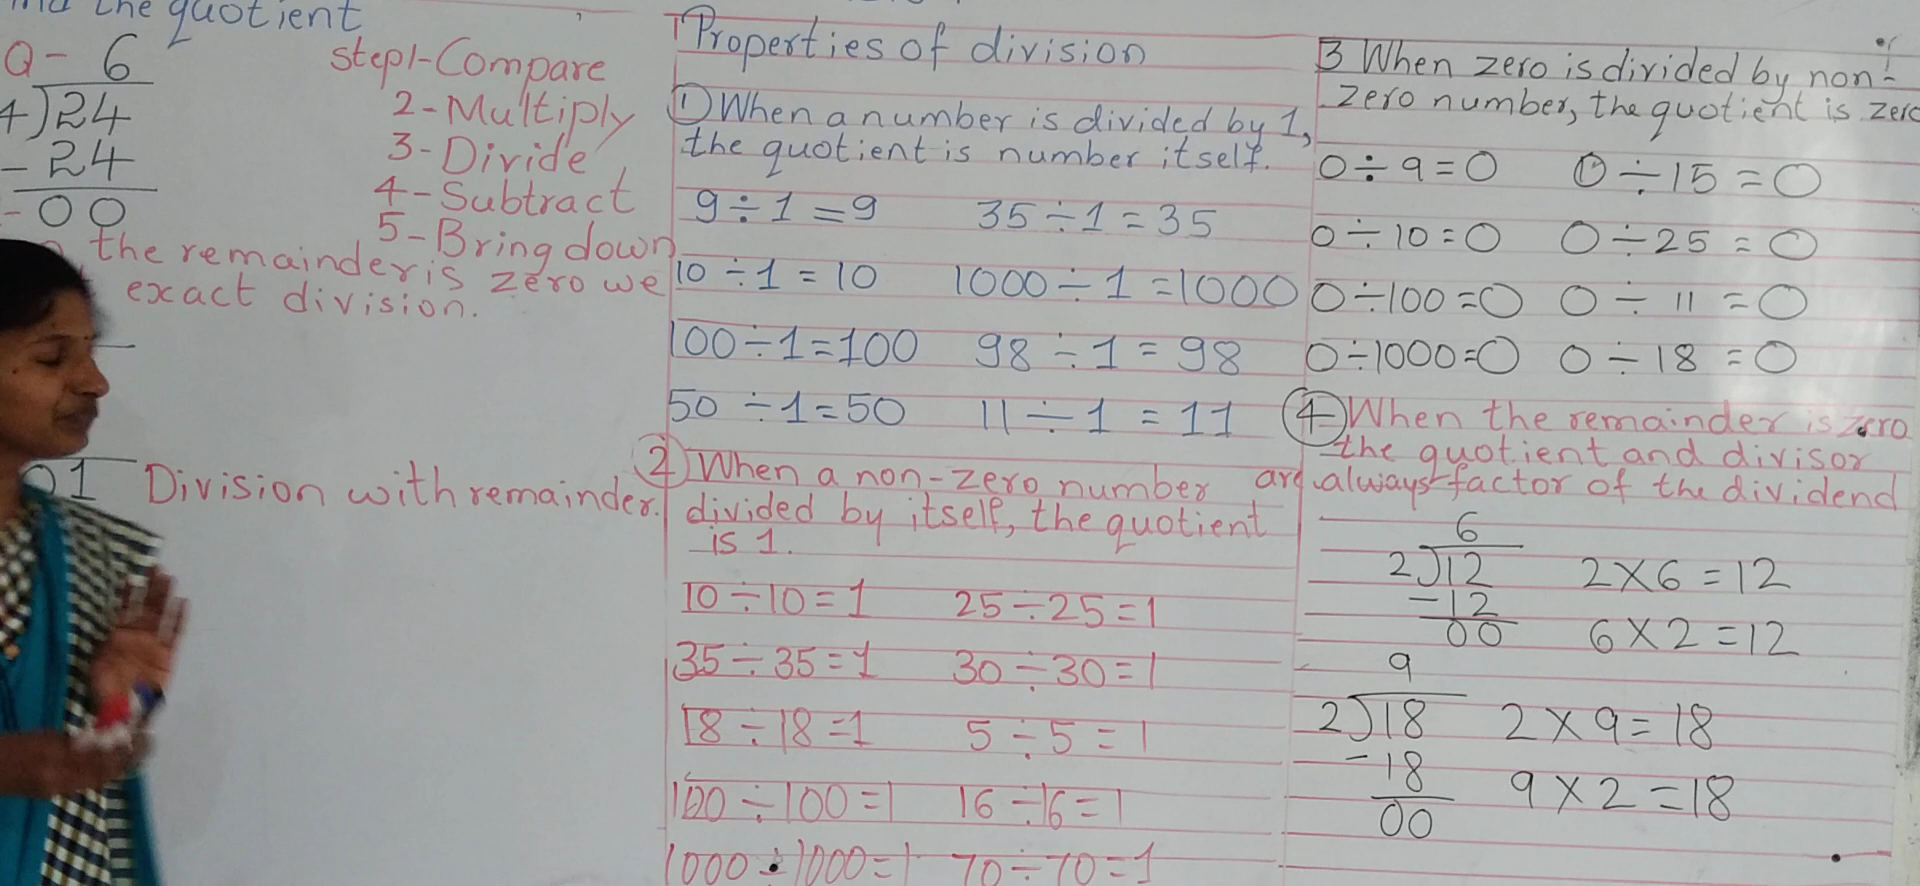 the quotient
Q- 6
4)24
-24
-00
the remainder is zero we
exact division.
Step1-Compare
2-Multiply
3-Divide
4-Subtract
5-Bring down
01 Division with remainder.
Properties of division
① When a number is divided by 1,
the quotient is number itself.
9÷1=9 35÷1=35
10÷1=10 1000÷1=1000
100÷1=100 98÷1=98
50÷1=50 11÷1=11
② When a non-zero number
divided by itself, the quotient
is 1.
10÷10=1 25÷25=1
35÷35=1 30÷30=1
18÷18=1 5÷5=1
100÷100=1 16÷16=1
1000÷1000=1 70÷70=1
3 When zero is divided by non-
zero number, the quotient is zero
0÷9=0 0÷15=0
0÷10=0 0÷25=0
0÷100=0 0÷11=0
0÷1000=0 0÷18=0
④ When the remainder is zero
the quotient and divisor
are always factor of the dividend
6
2)12 2×6=12
-12
00 6×2=12
9
2)18 2×9=18
-18
00 9×2=18